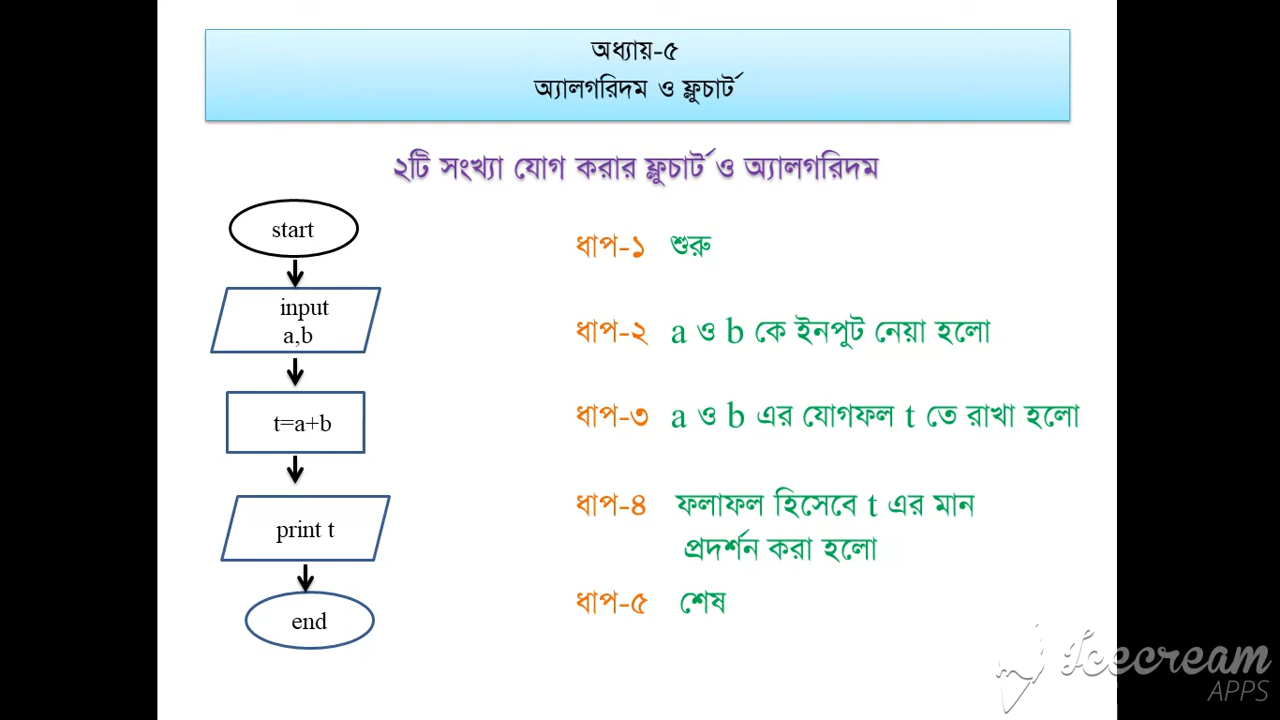 অধ্যায়-৫
অ্যালগরিদম ও ফ্লুচার্ট
২টি সংখ্যা যোগ করার ফ্লুচার্ট ও অ্যালগরিদম
start
input
a,b
t=a+b
print t
end
ধাপ-১ শুরু
ধাপ-২ a ও b কে ইনপুট নেয়া হলো
ধাপ-৩ a ও b এর যোগফল t তে রাখা হলো
ধাপ-৪ ফলাফল হিসেবে t এর মান
প্রদর্শন করা হলো
ধাপ-৫ শেষ
Icecream
APPS